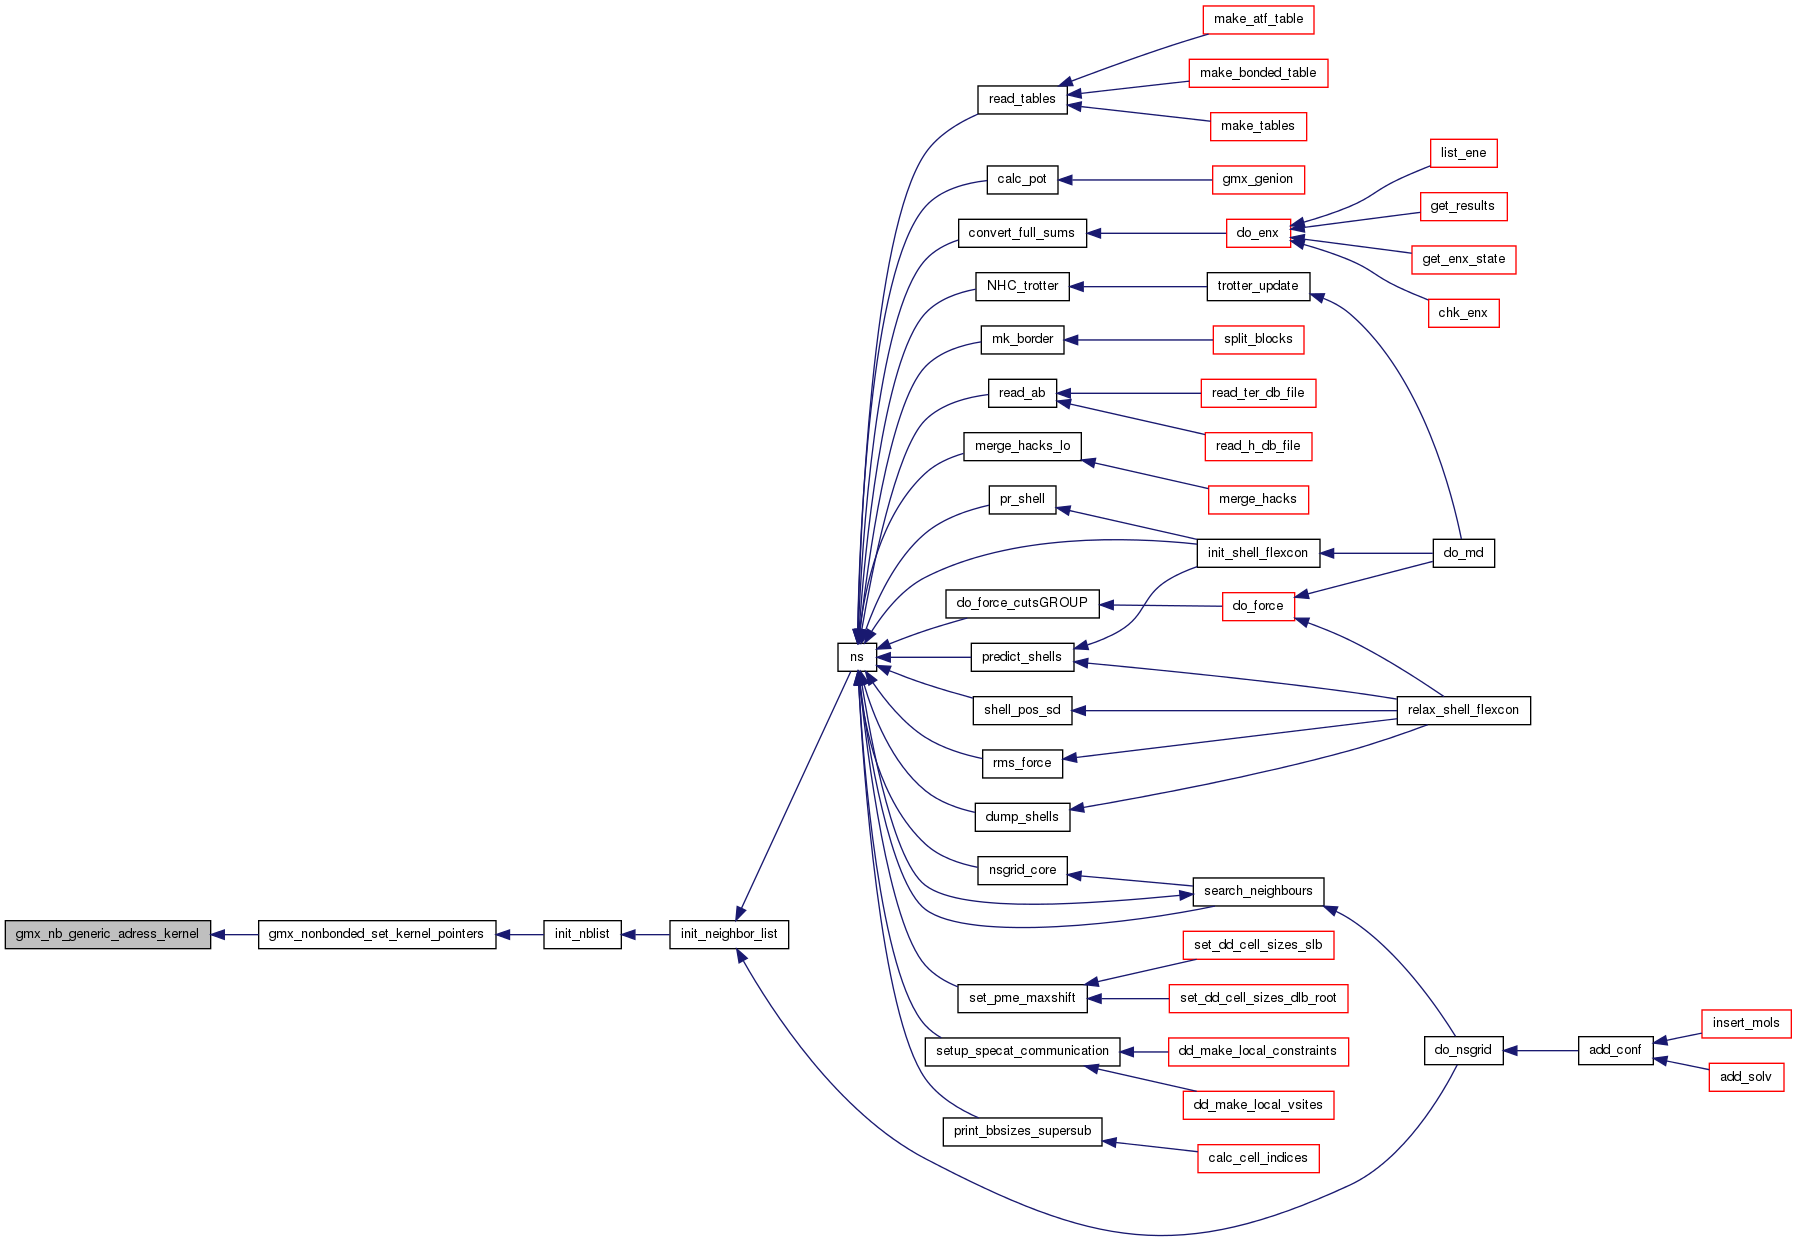 make_atf_table
make_bonded_table
read_tables
make_tables
list_ene
calc_pot
gmx_genion
get_results
convert_full_sums
do_enx
get_enx_state
NHC_trotter
trotter_update
chk_enx
mk_border
split_blocks
read_ab
read_ter_db_file
merge_hacks_lo
read_h_db_file
pr_shell
merge_hacks
init_shell_flexcon
do_md
do_force_cutsGROUP
do_force
ns
predict_shells
shell_pos_sd
relax_shell_flexcon
rms_force
dump_shells
nsgrid_core
search_neighbours
gmx_nb_generic_adress_kernel
gmx_nonbonded_set_kernel_pointers
init_nblist
init_neighbor_list
set_dd_cell_sizes_slb
set_pme_maxshift
set_dd_cell_sizes_dlb_root
insert_mols
setup_specat_communication
dd_make_local_constraints
do_nsgrid
add_conf
add_solv
dd_make_local_vsites
print_bbsizes_supersub
calc_cell_indices